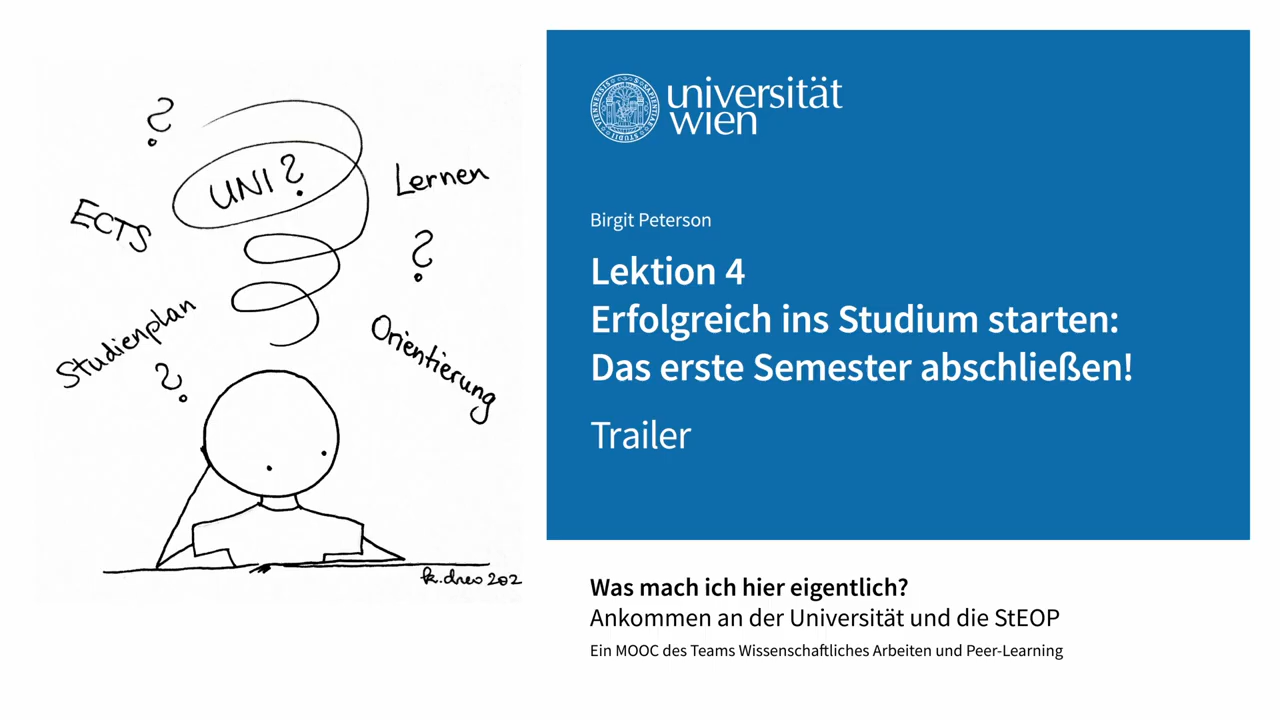 ?
UNI?
Lernen
ECTS
?
Studienplan
?
Orientierung
universität
wien
Birgit Peterson
Lektion 4
Erfolgreich ins Studium starten:
Das erste Semester abschließen!
Trailer
Was mach ich hier eigentlich?
Ankommen an der Universität und die StEOP
Ein MOOC des Teams Wissenschaftliches Arbeiten und Peer-Learning